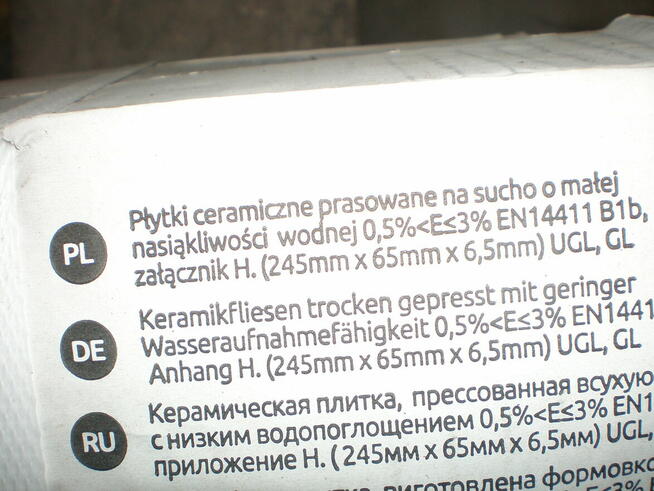 PL
Płytki ceramiczne prasowane na sucho o małej
nasiąkliwości wodnej 0,5%<E≤3% EN14411 B1b,
załącznik H. (245mm x 65mm x 6,5mm) UGL, GL
DE
Keramikfliesen trocken gepresst mit geringer
Wasseraufnahmefähigkeit 0,5%<E≤3% EN1441
Anhang H. (245mm x 65mm x 6,5mm) UGL, GL
RU
Керамическая плитка, прессованная всухую
с низким водопоглощением 0,5%<E≤3% EN1
приложение H. (245мм x 65мм x 6,5мм) UGL,
изготовлена формовко